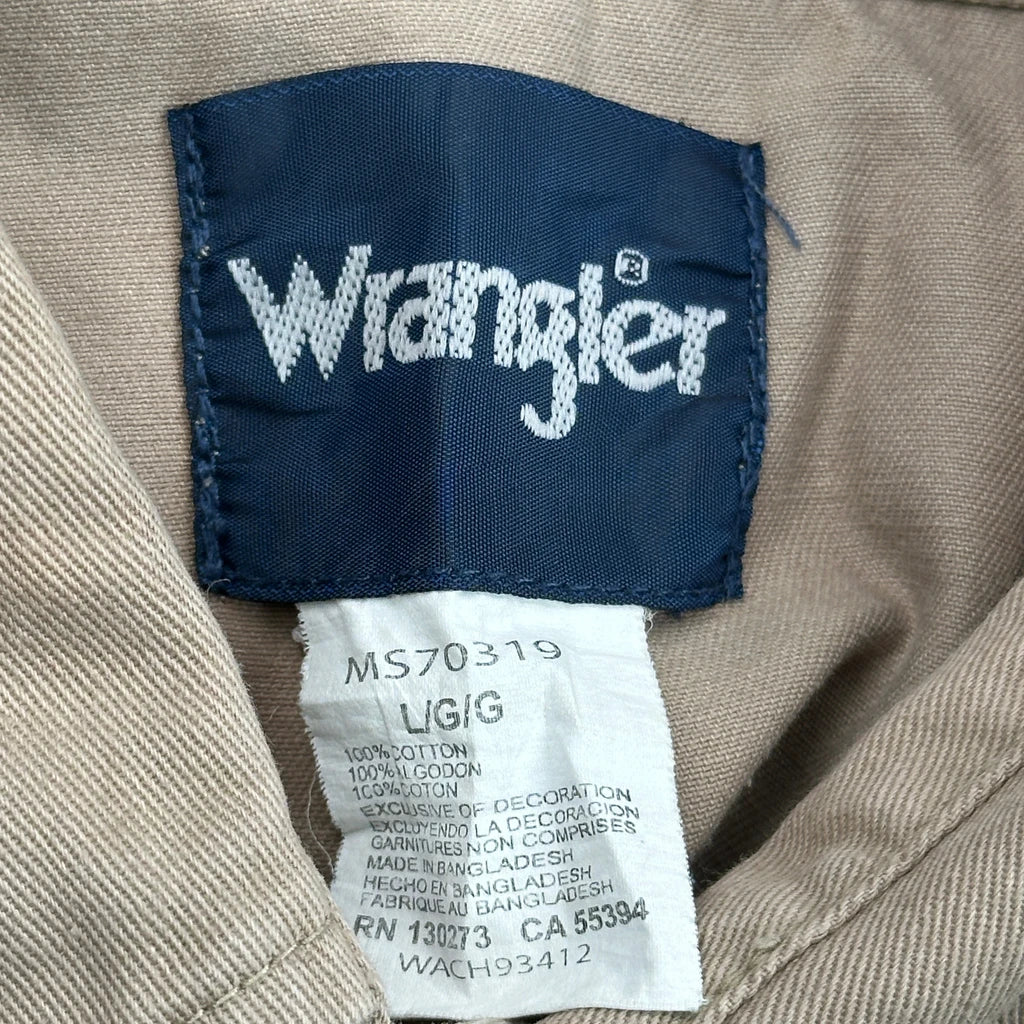 Wrangler®
MS70319
L/G/G
100% COTTON
100% ALGODON
100% COTON
EXCLUSIVE OF DECORATION
EXCLUYENDO LA DECORACION
GARNITURES NON COMPRISES
MADE IN BANGLADESH
HECHO EN BANGLADESH
FABRIQUE AU BANGLADESH
RN 130273 CA 55394
WACH93412